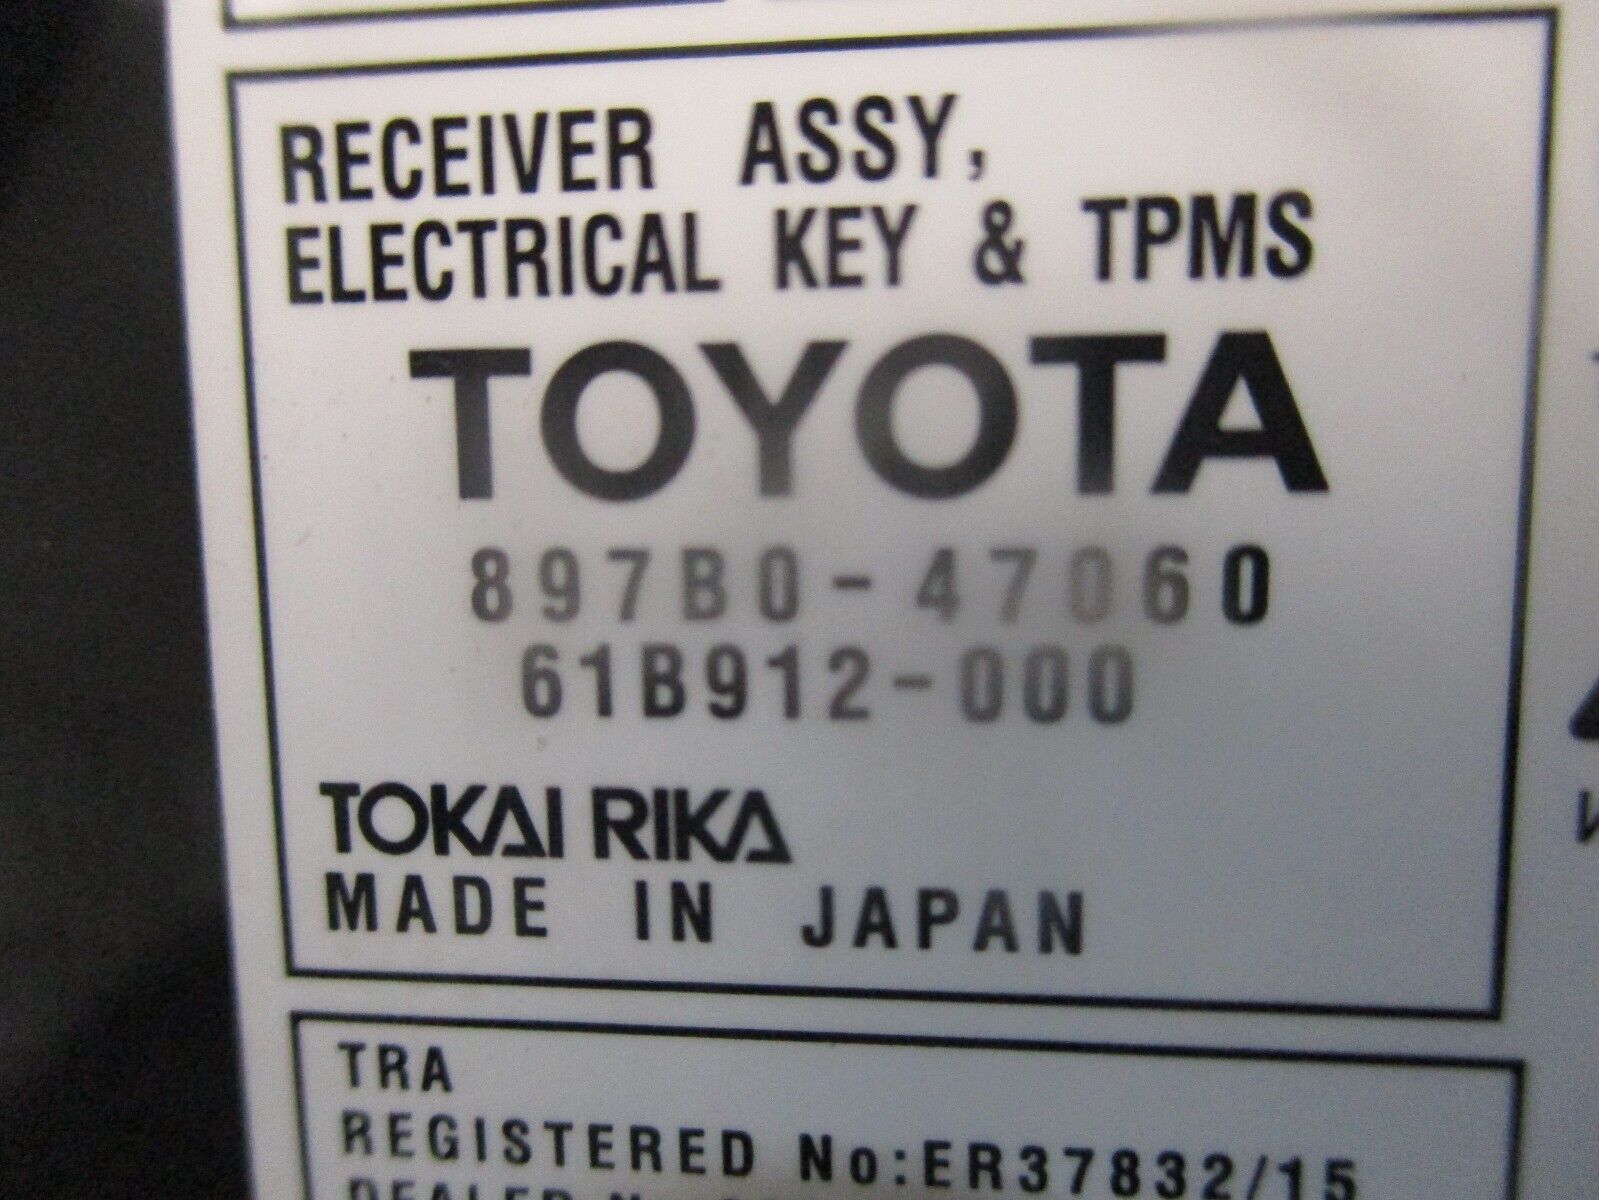 RECEIVER ASSY,
ELECTRICAL KEY & TPMS
TOYOTA
897B0-47060
61B912-000
TOKAI RIKA
MADE IN JAPAN
TRA
REGISTERED No:ER37832/15
DEALER